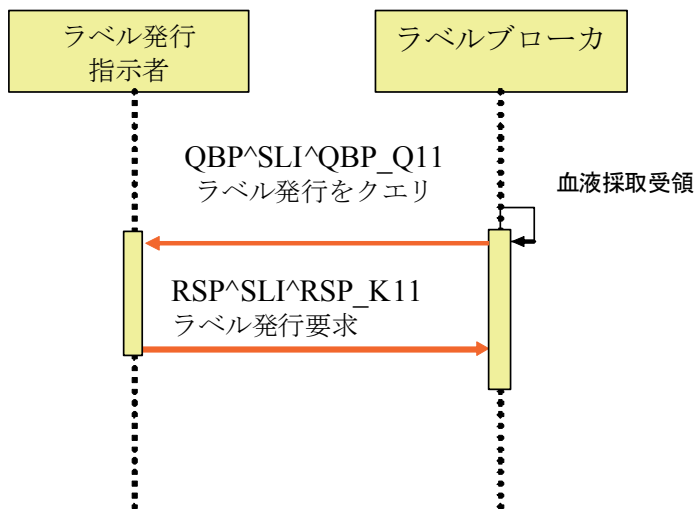 ラベル発行
指示者
ラベルブローカ
QBP^SLI^QBP_Q11
ラベル発行をクエリ
血液採取受領
RSP^SLI^RSP_K11
ラベル発行要求